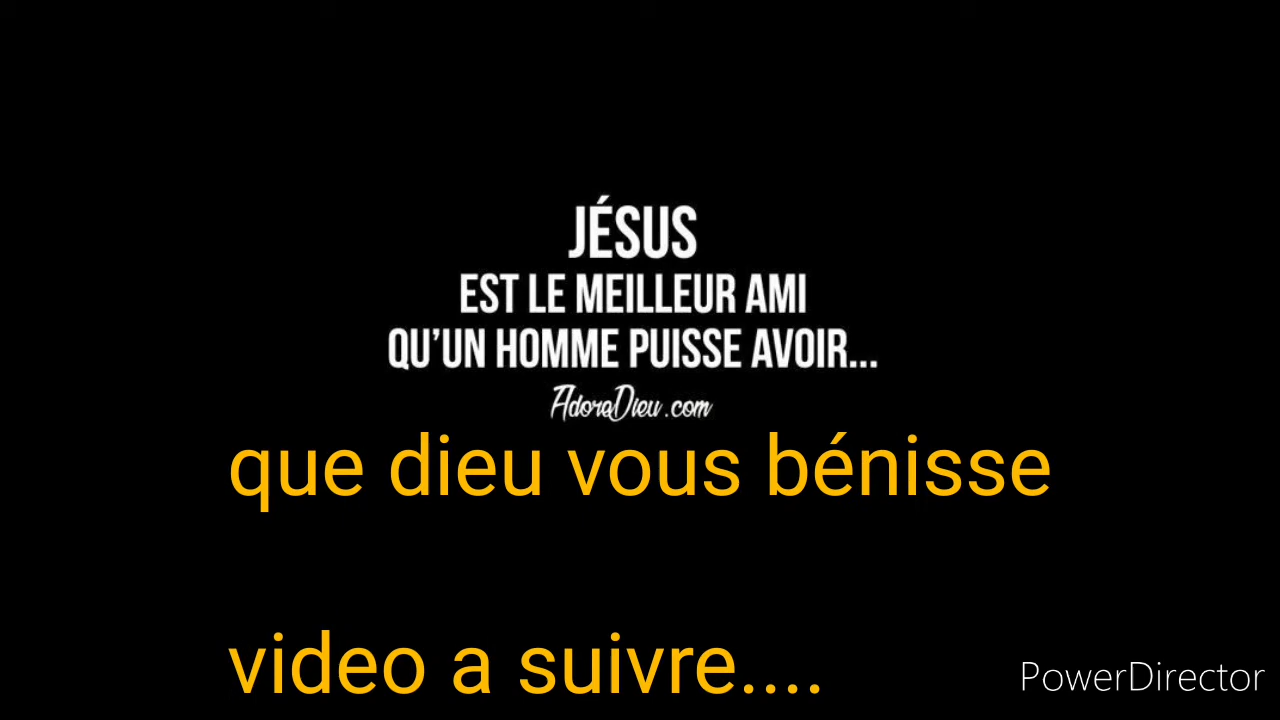 JÉSUS
EST LE MEILLEUR AMI
QU'UN HOMME PUISSE AVOIR...
AdoreDieu.com
que dieu vous bénisse
video a suivre....
PowerDirector